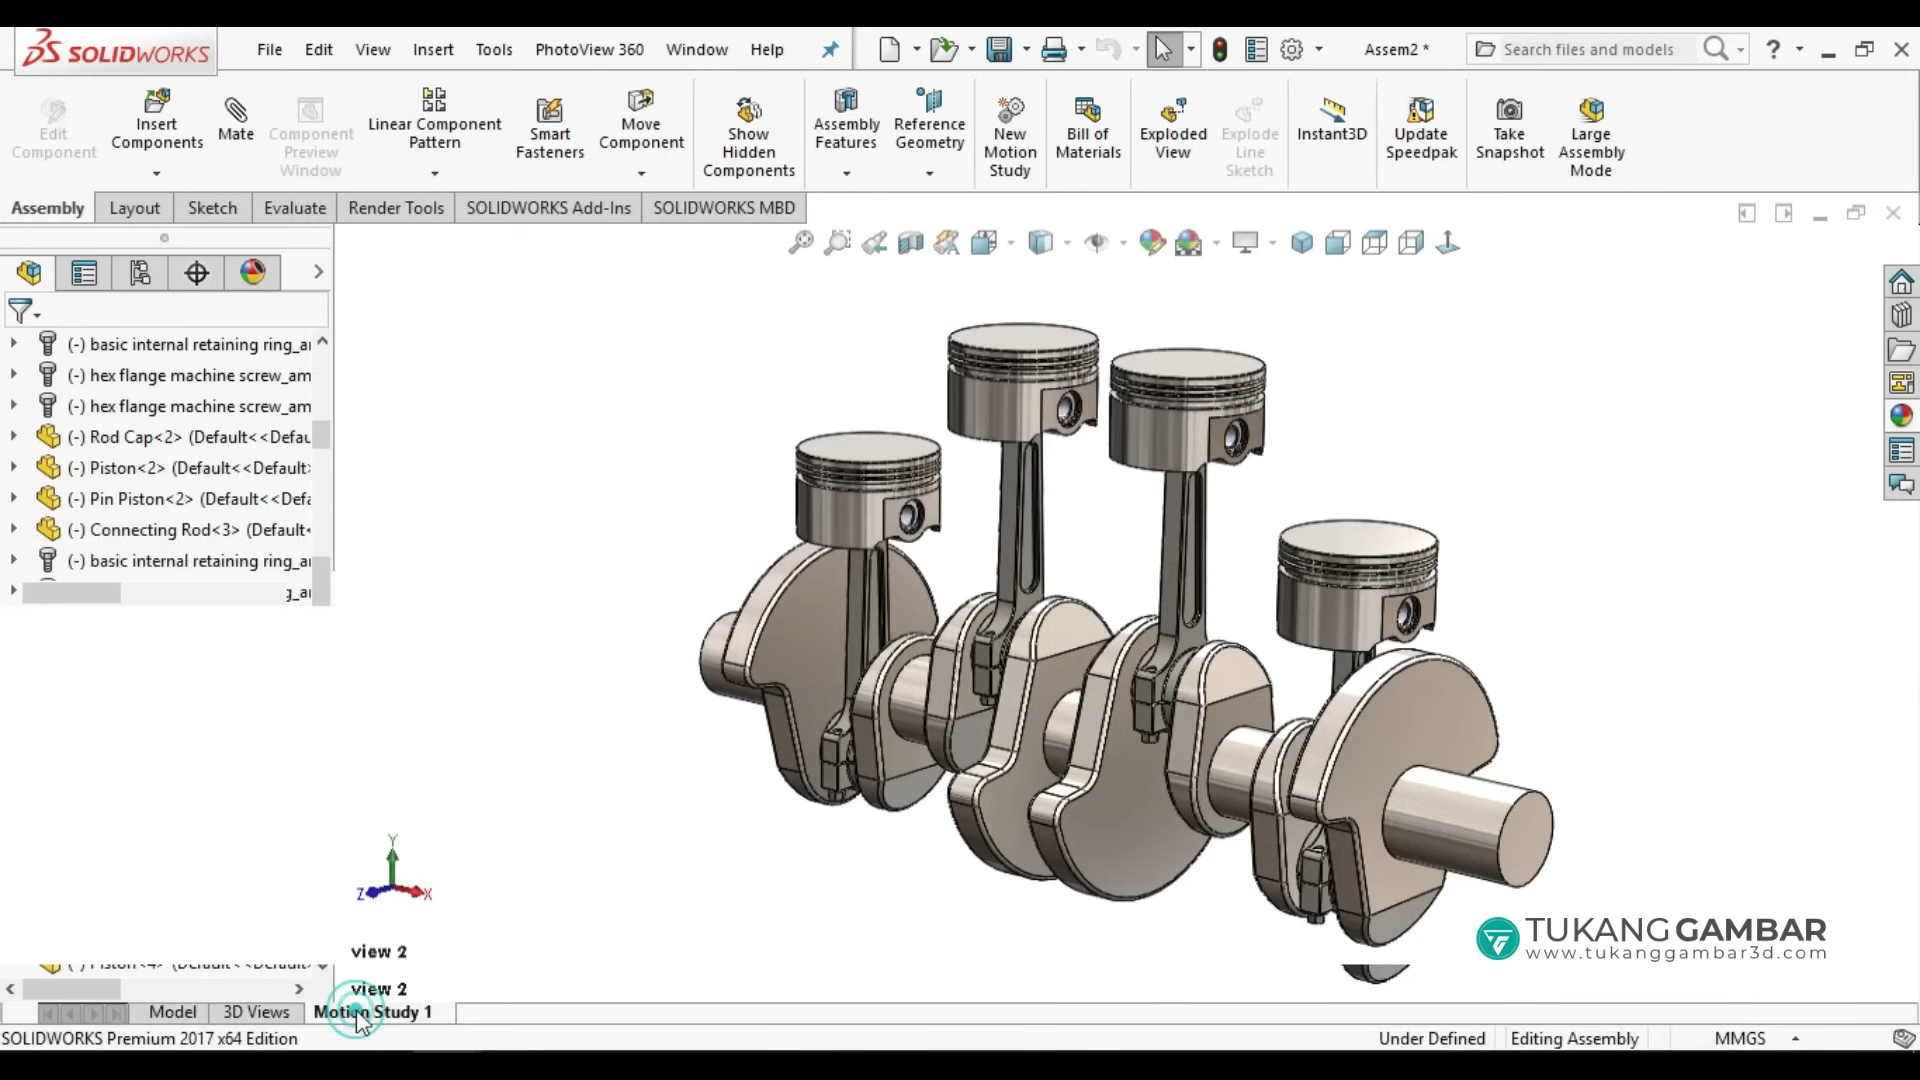 SOLIDWORKS
File Edit View Insert Tools PhotoView 360 Window Help
Assem2 *
Search files and models
?
Edit Component
Insert Components
Mate
Component Preview Window
Linear Component Pattern
Smart Fasteners
Move Component
Show Hidden Components
Assembly Features
Reference Geometry
New Motion Study
Bill of Materials
Exploded View
Explode Line Sketch
Instant3D
Update Speedpak
Take Snapshot
Large Assembly Mode
Assembly Layout Sketch Evaluate Render Tools SOLIDWORKS Add-Ins SOLIDWORKS MBD
(-) basic internal retaining ring_a
(-) hex flange machine screw_am
(-) hex flange machine screw_am
(-) Rod Cap<2> (Default<<Defau
(-) Piston<2> (Default<<Default
(-) Pin Piston<2> (Default<<Defa
(-) Connecting Rod<3> (Default<
(-) basic internal retaining ring_a
g_a
Y
Z X
view 2
TUKANGGAMBAR
www.tukanggambar3d.com
(-) Piston<4> (Default<<Default
view 2
Model 3D Views Motion Study 1
SOLIDWORKS Premium 2017 x64 Edition
Under Defined Editing Assembly MMGS